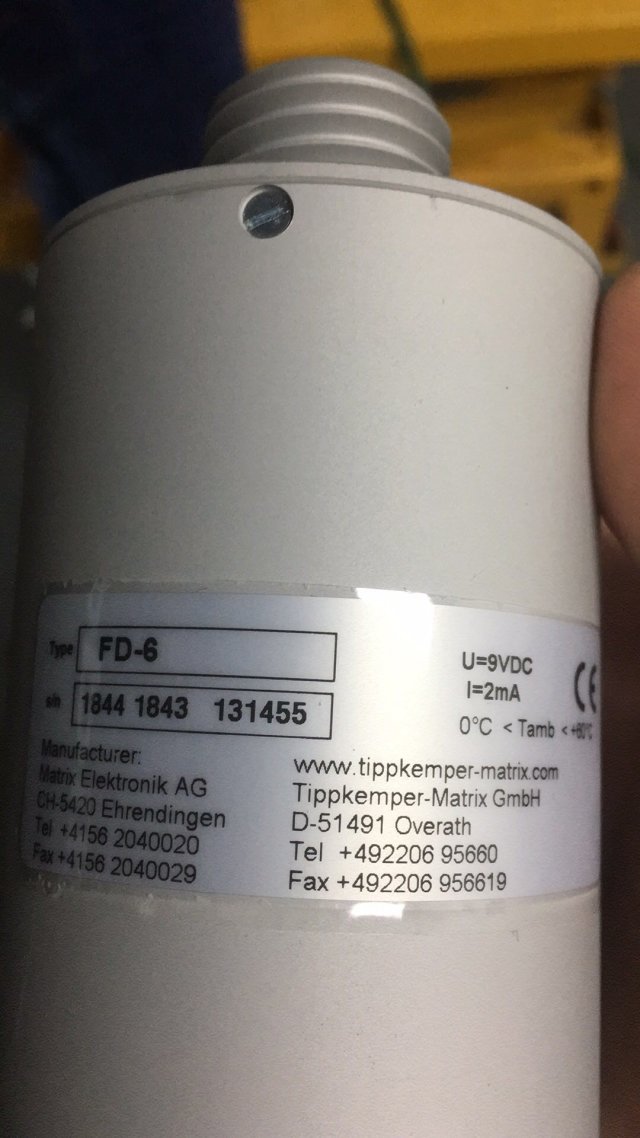 Type FD-6
s/n 1844 1843 131455
U=9VDC
I=2mA
CE
0°C < Tamb < +60°C
Manufacturer:
Matrix Elektronik AG
CH-5420 Ehrendingen
Tel +4156 2040020
Fax +4156 2040029
www.tippkemper-matrix.com
Tippkemper-Matrix GmbH
D-51491 Overath
Tel +492206 95660
Fax +492206 956619